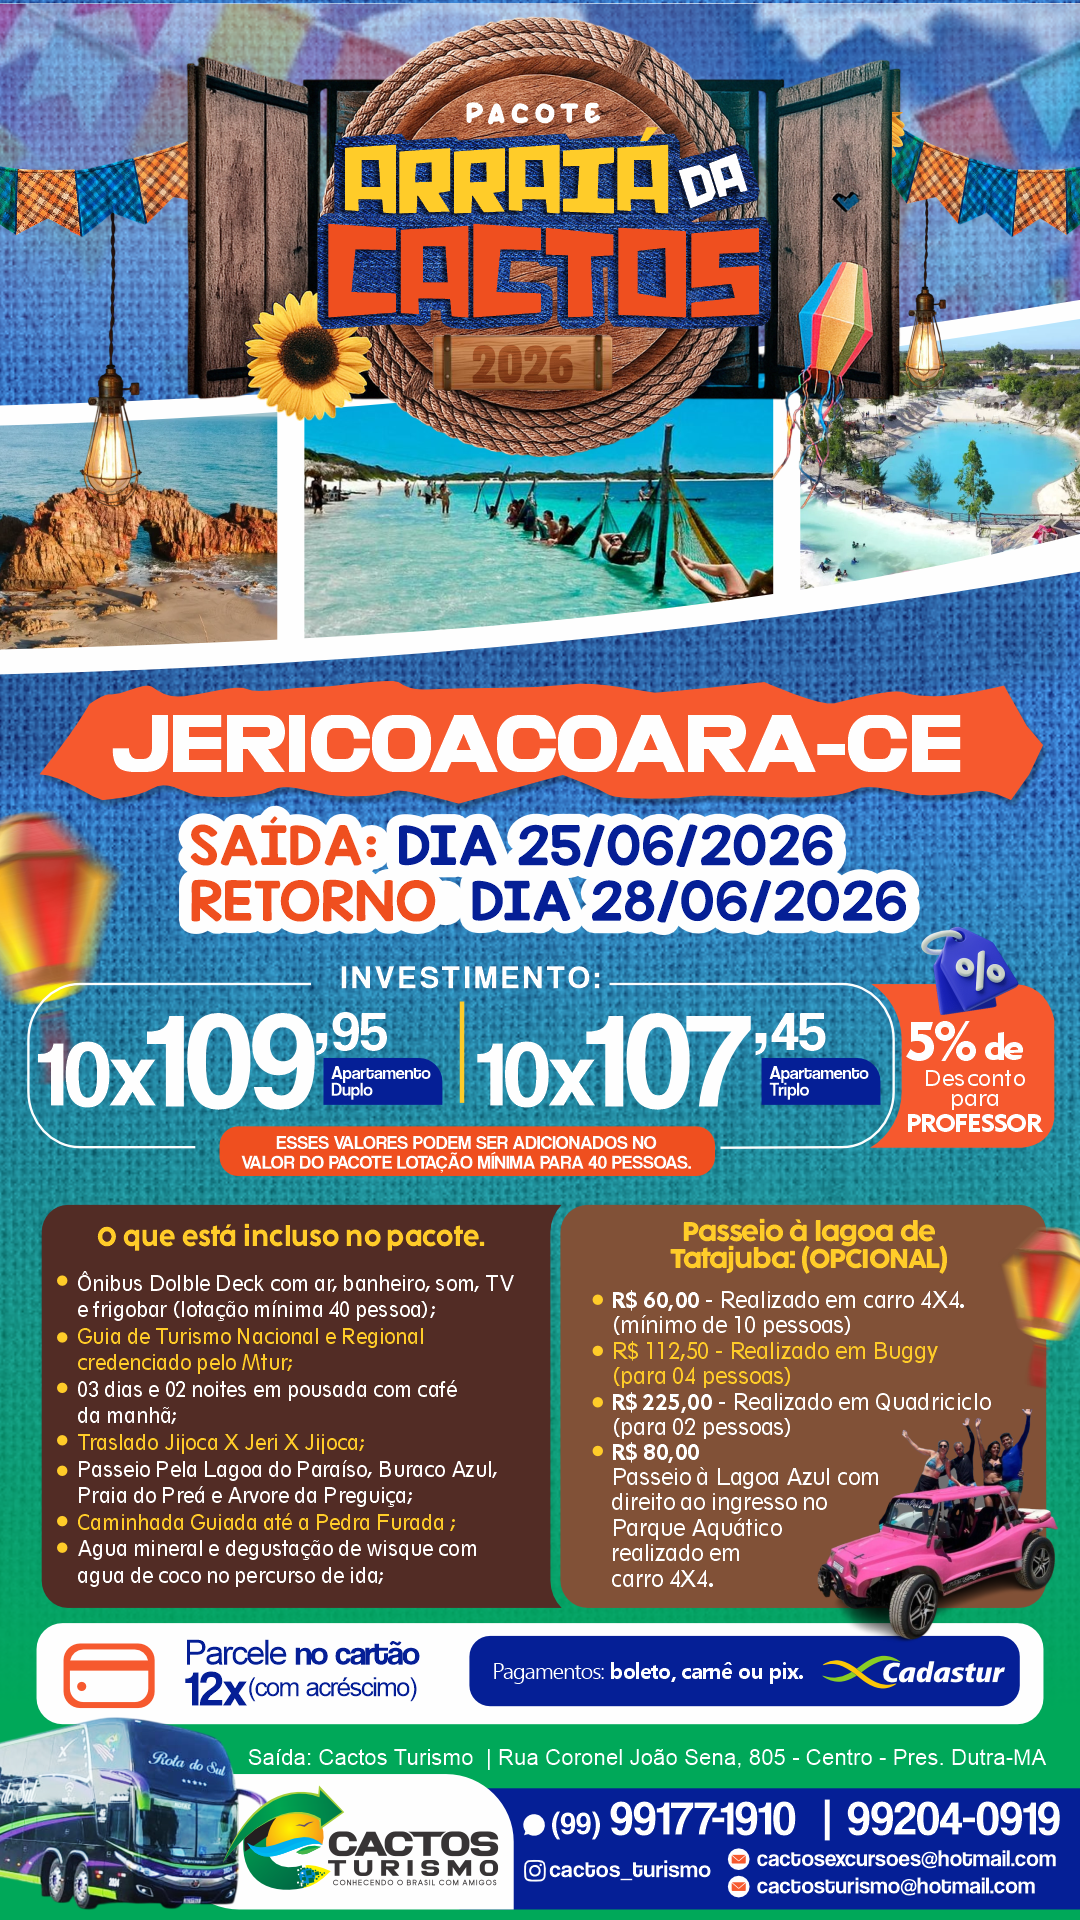 PACOTE
ARRAIÁ DA
CACTOS
2026
JERICOACOARA-CE
SAÍDA: DIA 25/06/2026
RETORNO DIA 28/06/2026
INVESTIMENTO:
10x109,95
Apartamento
Duplo
10x107,45
Apartamento
Triplo
%
5% de
Desconto
para
PROFESSOR
ESSES VALORES PODEM SER ADICIONADOS NO
VALOR DO PACOTE LOTAÇÃO MÍNIMA PARA 40 PESSOAS.
O que está incluso no pacote.
Ônibus Dolble Deck com ar, banheiro, som, TV
e frigobar (lotação mínima 40 pessoa);
Guia de Turismo Nacional e Regional
credenciado pelo Mtur;
03 dias e 02 noites em pousada com café
da manhã;
Traslado Jijoca X Jeri X Jijoca;
Passeio Pela Lagoa do Paraíso, Buraco Azul,
Praia do Preá e Arvore da Preguiça;
Caminhada Guiada até a Pedra Furada ;
Agua mineral e degustação de wisque com
agua de coco no percurso de ida;
Passeio à lagoa de
Tatajuba: (OPCIONAL)
R$ 60,00 - Realizado em carro 4X4.
(mínimo de 10 pessoas)
R$ 112,50 - Realizado em Buggy
(para 04 pessoas)
R$ 225,00 - Realizado em Quadriciclo
(para 02 pessoas)
R$ 80,00
Passeio à Lagoa Azul com
direito ao ingresso no
Parque Aquático
realizado em
carro 4X4.
Parcele no cartão
12x (com acréscimo)
Pagamentos: boleto, carnê ou pix.
Cadastur
Saída: Cactos Turismo | Rua Coronel João Sena, 805 - Centro - Pres. Dutra-MA
Rota do Sul
CACTOS
TURISMO
CONHECENDO O BRASIL COM AMIGOS
(99) 99177-1910 | 99204-0919
cactos_turismo
cactosexcursoes@hotmail.com
cactosturismo@hotmail.com